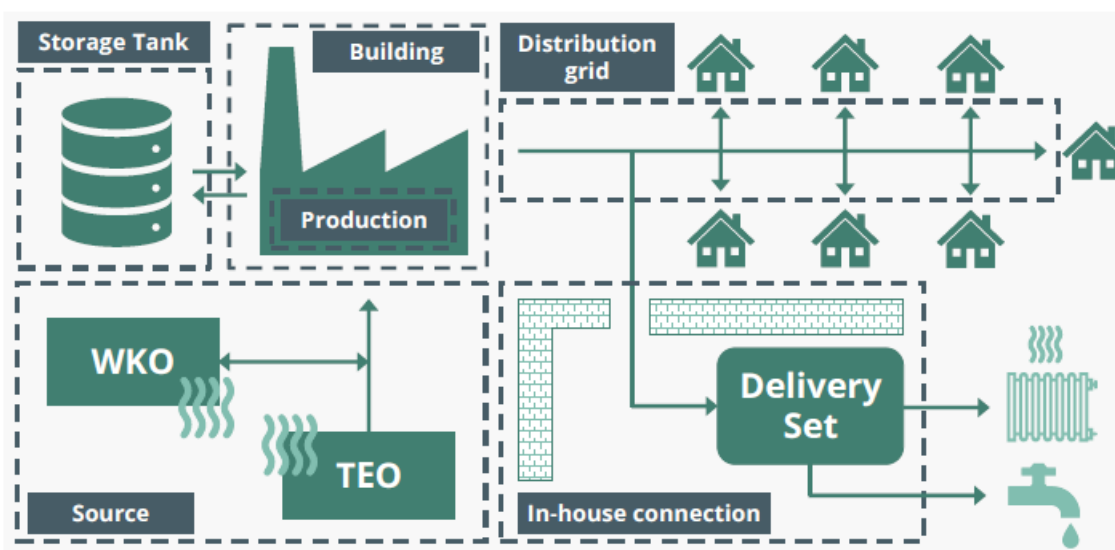 Storage Tank
Building
Production
Distribution
grid
WKO
TEO
Source
Delivery
Set
In-house connection